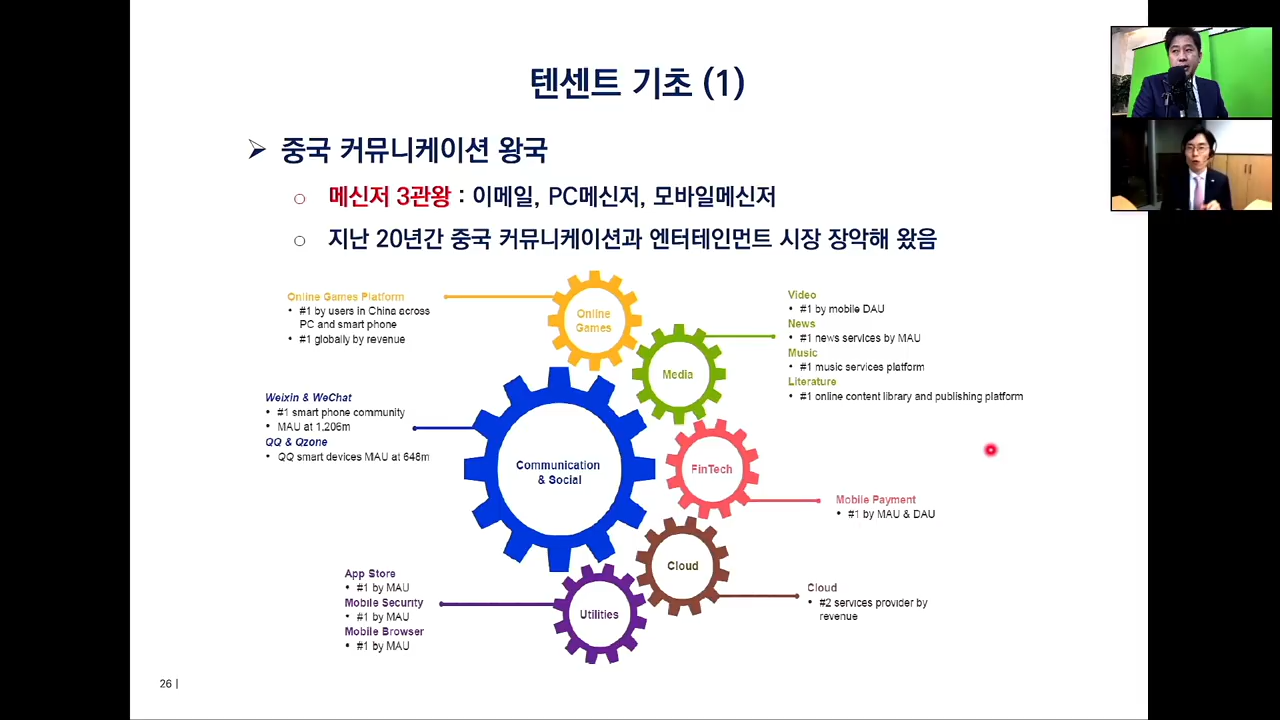 텐센트 기초 (1)
➢ 중국 커뮤니케이션 왕국
○ 메신저 3관왕 : 이메일, PC메신저, 모바일메신저
○ 지난 20년간 중국 커뮤니케이션과 엔터테인먼트 시장 장악해 왔음
Online Games Platform
• #1 by users in China across
PC and smart phone
• #1 globally by revenue
Weixin & WeChat
• #1 smart phone community
• MAU at 1,206m
QQ & Qzone
• QQ smart devices MAU at 648m
App Store
• #1 by MAU
Mobile Security
• #1 by MAU
Mobile Browser
• #1 by MAU
Online
Games
Media
Communication
& Social
FinTech
Cloud
Utilities
Video
• #1 by mobile DAU
News
• #1 news services by MAU
Music
• #1 music services platform
Literature
• #1 online content library and publishing platform
Mobile Payment
• #1 by MAU & DAU
Cloud
• #2 services provider by
revenue
26 |